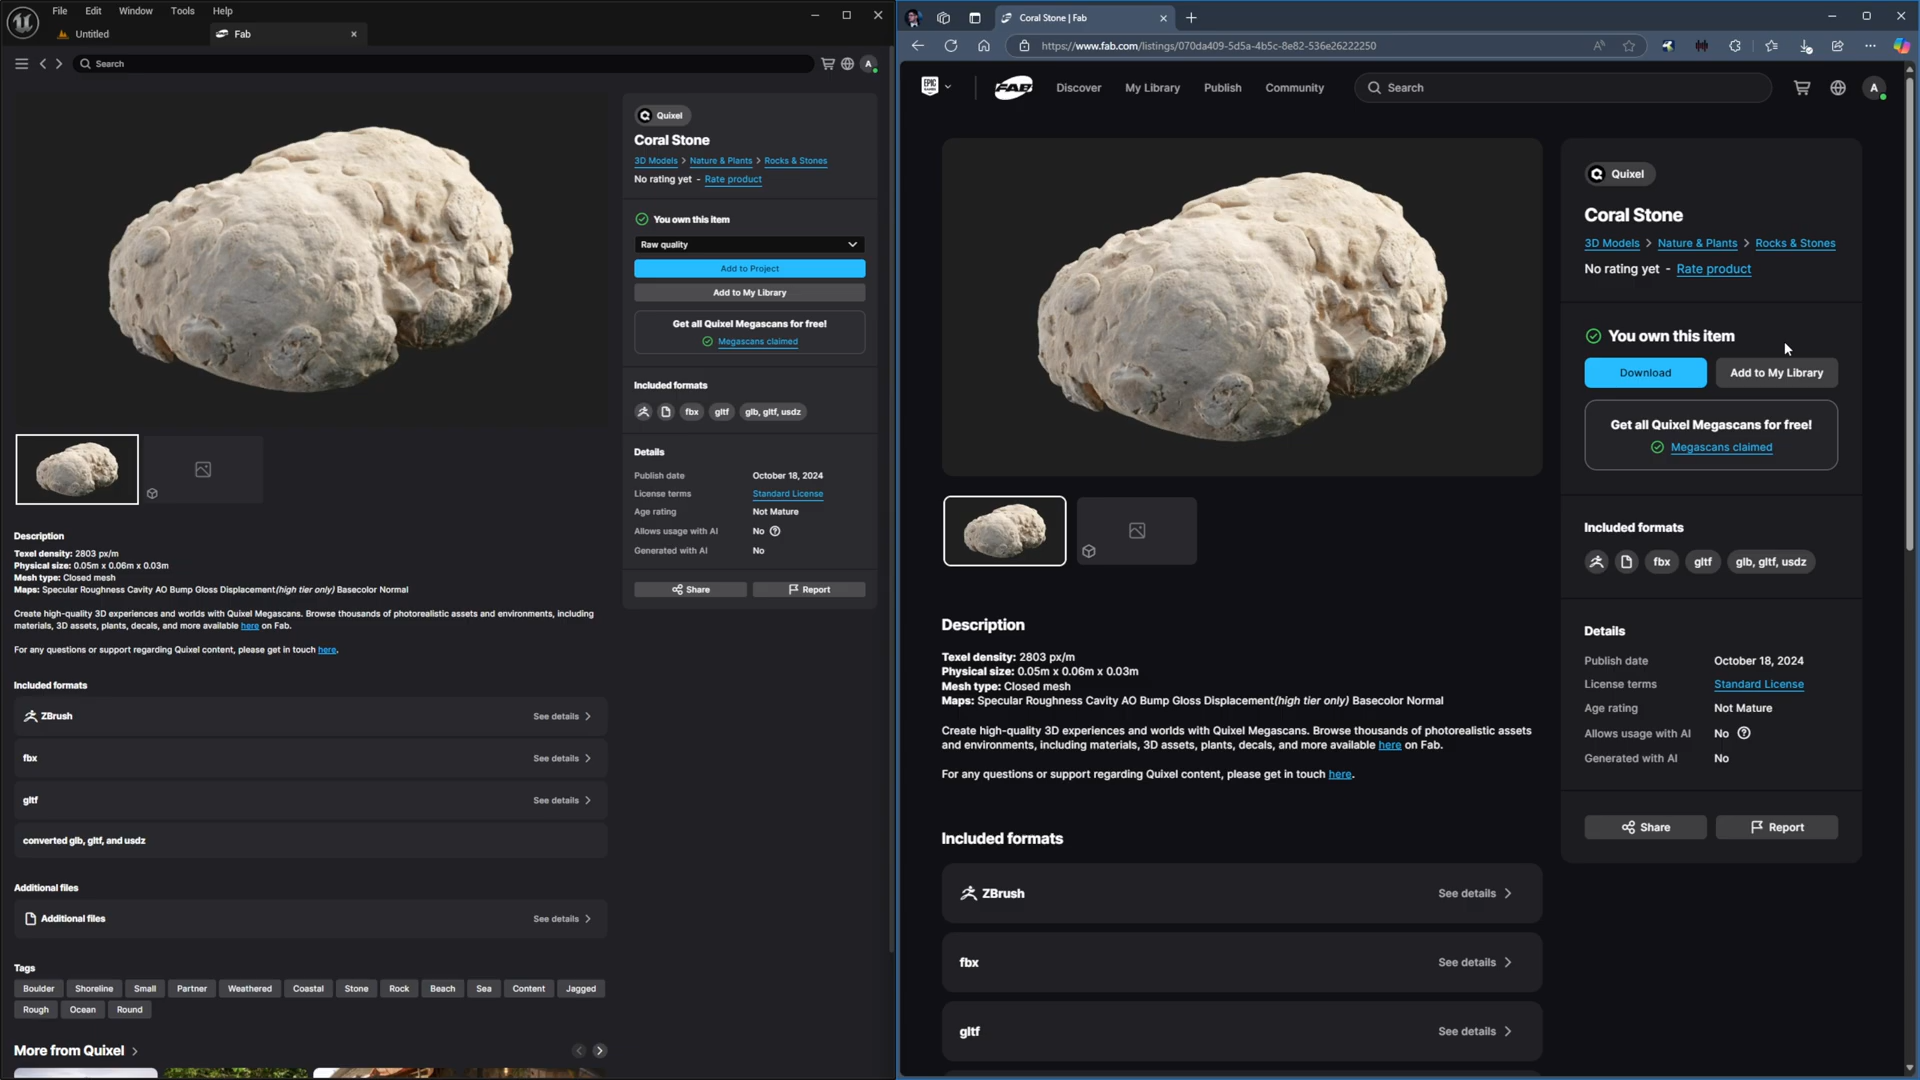 File Edit Window Tools Help
Untitled
Fab
Search
A
Quixel
Coral Stone
3D Models > Nature & Plants > Rocks & Stones
No rating yet - Rate product
You own this item
Raw quality
Add to Project
Add to My Library
Get all Quixel Megascans for free!
Megascans claimed
Included formats
fbx gltf glb, gltf, usdz
Details
Publish date October 18, 2024
License terms Standard License
Age rating Not Mature
Allows usage with AI No
Generated with AI No
Share Report
Description
Texel density: 2803 px/m
Physical size: 0.05m x 0.06m x 0.03m
Mesh type: Closed mesh
Maps: Specular Roughness Cavity AO Bump Gloss Displacement(high tier only) Basecolor Normal
Create high-quality 3D experiences and worlds with Quixel Megascans. Browse thousands of photorealistic assets and environments, including
materials, 3D assets, plants, decals, and more available here on Fab.
For any questions or support regarding Quixel content, please get in touch here.
Included formats
ZBrush See details
fbx See details
gltf See details
converted glb, gltf, and usdz
Additional files
Additional files See details
Tags
Boulder Shoreline Small Partner Weathered Coastal Stone Rock Beach Sea Content Jagged
Rough Ocean Round
More from Quixel
Coral Stone | Fab
https://www.fab.com/listings/070da409-5d5a-4b5c-8e82-536e26222250
EPIC GAMES
FAB
Discover My Library Publish Community
Search
A
Quixel
Coral Stone
3D Models > Nature & Plants > Rocks & Stones
No rating yet - Rate product
You own this item
Download Add to My Library
Get all Quixel Megascans for free!
Megascans claimed
Included formats
fbx gltf glb, gltf, usdz
Details
Publish date October 18, 2024
License terms Standard License
Age rating Not Mature
Allows usage with AI No
Generated with AI No
Share Report
Description
Texel density: 2803 px/m
Physical size: 0.05m x 0.06m x 0.03m
Mesh type: Closed mesh
Maps: Specular Roughness Cavity AO Bump Gloss Displacement(high tier only) Basecolor Normal
Create high-quality 3D experiences and worlds with Quixel Megascans. Browse thousands of photorealistic assets
and environments, including materials, 3D assets, plants, decals, and more available here on Fab.
For any questions or support regarding Quixel content, please get in touch here.
Included formats
ZBrush See details
fbx See details
gltf See details